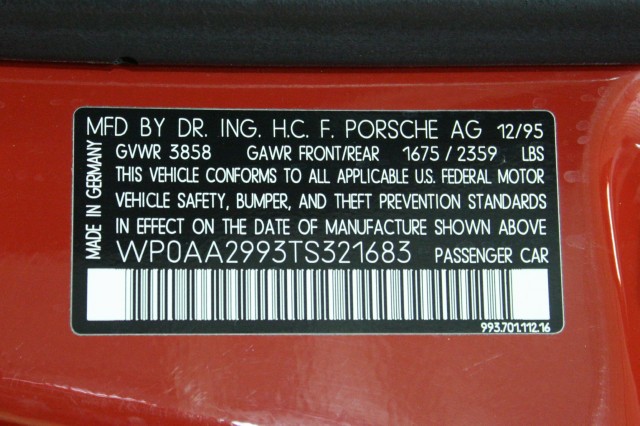 MFD BY DR. ING. H.C. F. PORSCHE AG 12/95
GVWR 3858 GAWR FRONT/REAR 1675 / 2359 LBS
THIS VEHICLE CONFORMS TO ALL APPLICABLE U.S. FEDERAL MOTOR
VEHICLE SAFETY, BUMPER, AND THEFT PREVENTION STANDARDS
IN EFFECT ON THE DATE OF MANUFACTURE SHOWN ABOVE
WP0AA2993TS321683 PASSENGER CAR
MADE IN GERMANY
993.701.112.16